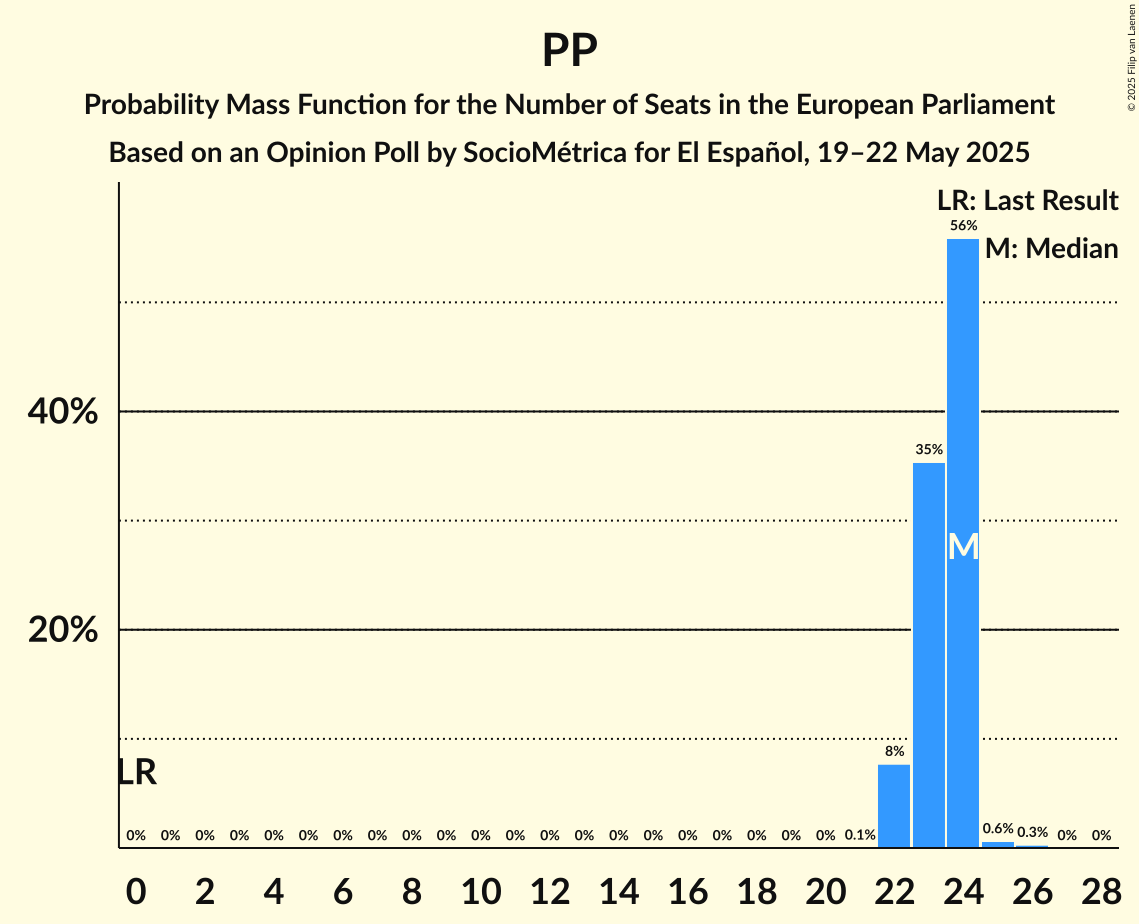 PP
Probability Mass Function for the Number of Seats in the European Parliament
Based on an Opinion Poll by SocioMétrica for El Español, 19–22 May 2025
© 2025 Filip van Laenen
LR: Last Result
M: Median
56%
40%
35%
M
20%
8%
LR
0% 0% 0% 0% 0% 0% 0% 0% 0% 0% 0% 0% 0% 0% 0% 0% 0% 0% 0% 0% 0% 0.1% 0.6% 0.3% 0% 0%
0 2 4 6 8 10 12 14 16 18 20 22 24 26 28